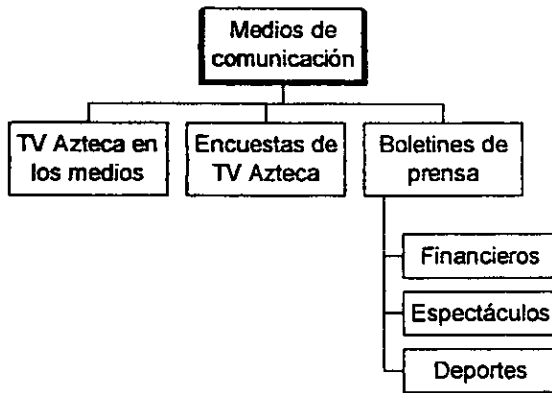 Medios de
comunicación
TV Azteca en
los medios
Encuestas de
TV Azteca
Boletines de
prensa
Financieros
Espectáculos
Deportes